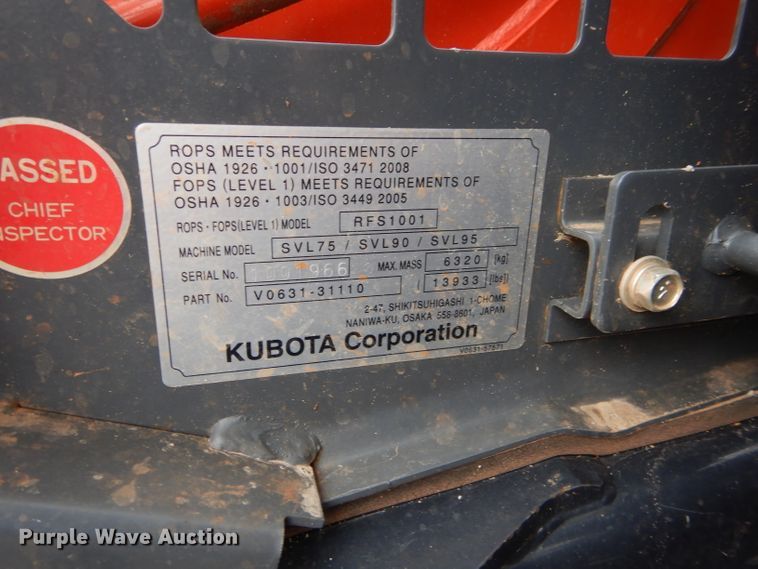 ASSED
CHIEF
NSPECTOR
ROPS MEETS REQUIREMENTS OF
OSHA 1926・1001/ISO 3471 2008
FOPS (LEVEL 1) MEETS REQUIREMENTS OF
OSHA 1926・1003/ISO 3449 2005
ROPS・FOPS(LEVEL 1) MODEL RFS1001
MACHINE MODEL SVL75 / SVL90 / SVL95
SERIAL No. MAX. MASS 6320 [kg]
PART No. V0631-31110 13933 [lbs]
2-47, SHIKITSUHIGASHI 1-CHOME
NANIWA-KU, OSAKA 556-8601, JAPAN
KUBOTA Corporation
Purple Wave Auction